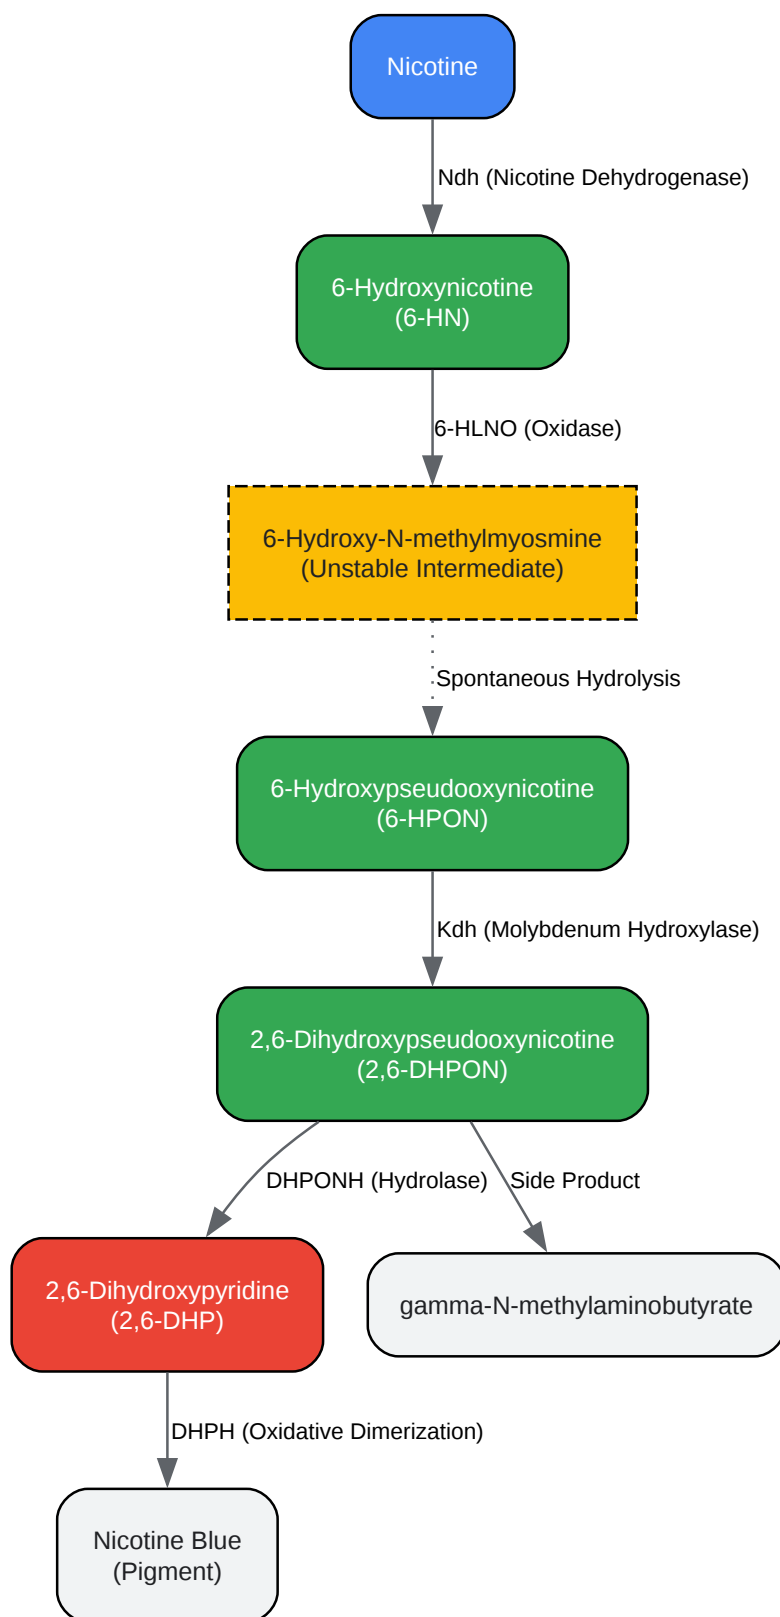 Nicotine
Ndh (Nicotine Dehydrogenase)
6-Hydroxynicotine
(6-HN)
6-HLNO (Oxidase)
6-Hydroxy-N-methylmyosmine
(Unstable Intermediate)
Spontaneous Hydrolysis
6-Hydroxypseudooxynicotine
(6-HPON)
Kdh (Molybdenum Hydroxylase)
2,6-Dihydroxypseudooxynicotine
(2,6-DHPON)
DHPONH (Hydrolase)
Side Product
2,6-Dihydroxypyridine
(2,6-DHP)
gamma-N-methylaminobutyrate
DHPH (Oxidative Dimerization)
Nicotine Blue
(Pigment)